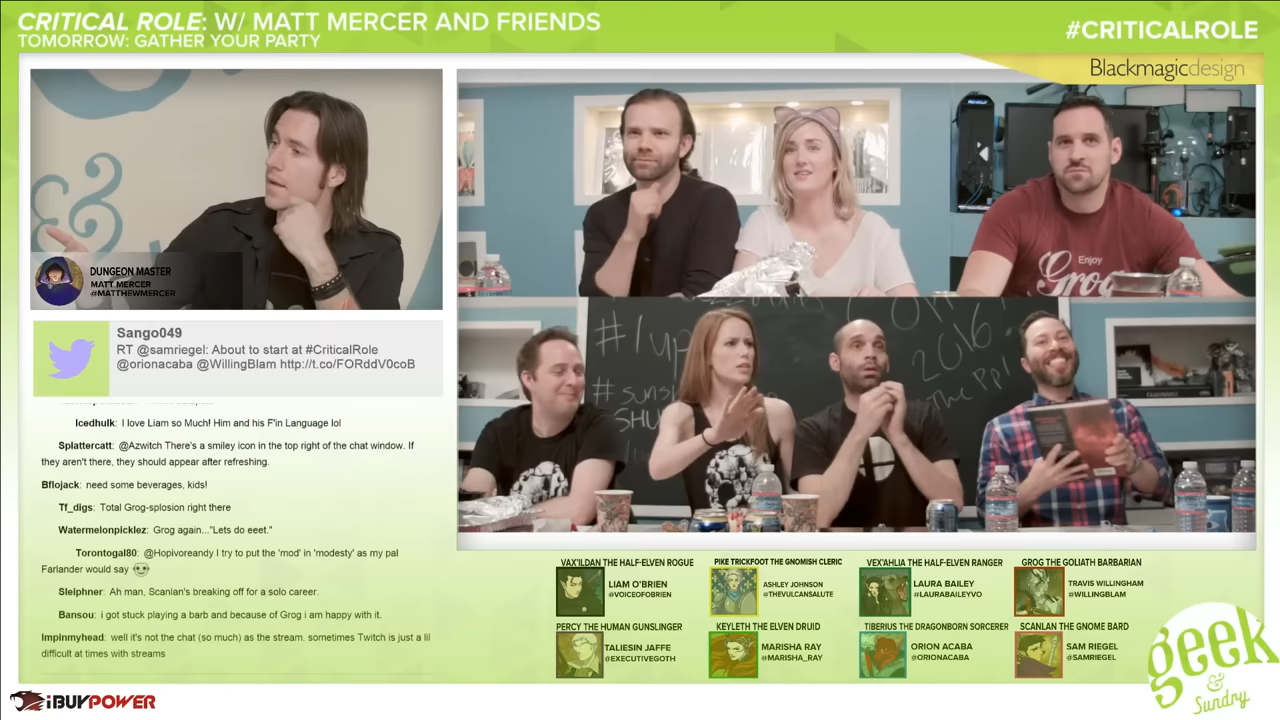 CRITICAL ROLE: W/ MATT MERCER AND FRIENDS
TOMORROW: GATHER YOUR PARTY
#CRITICALROLE
Blackmagicdesign
DUNGEON MASTER
MATT MERCER
@MATTHEWMERCER
Enjoy
Grog
Sango049
RT @samriegel: About to start at #CriticalRole
@orionacaba @WillingBlam http://t.co/FORddV0coB
Icedhulk: I love Liam so Much! Him and his F'in Language lol
Splattercatt: @Azwitch There's a smiley icon in the top right of the chat window. If
they aren't there, they should appear after refreshing.
Bflojack: need some beverages, kids!
Tf_digs: Total Grog-splosion right there
Watermelonpicklez: Grog again..."Lets do eeet."
Torontogal80: @Hopivoreandy I try to put the 'mod' in 'modesty' as my pal
Farlander would say
Sleiphner: Ah man, Scanlan's breaking off for a solo career.
Bansou: i got stuck playing a barb and because of Grog i am happy with it.
Impinmyhead: well it's not the chat (so much) as the stream. sometimes Twitch is just a lil
difficult at times with streams
#1up
2016
#suns
SHU
The PP!
VAX'ILDAN THE HALF-ELVEN ROGUE
LIAM O'BRIEN
@VOICEOFOBRIEN
PIKE TRICKFOOT THE GNOMISH CLERIC
ASHLEY JOHNSON
@THEVULCANSALUTE
VEX'AHLIA THE HALF-ELVEN RANGER
LAURA BAILEY
@LAURABAILEYVO
GROG THE GOLIATH BARBARIAN
TRAVIS WILLINGHAM
@WILLINGBLAM
PERCY THE HUMAN GUNSLINGER
TALIESIN JAFFE
@EXECUTIVEGOTH
KEYLETH THE ELVEN DRUID
MARISHA RAY
@MARISHA_RAY
TIBERIUS THE DRAGONBORN SORCERER
ORION ACABA
@ORIONACABA
SCANLAN THE GNOME BARD
SAM RIEGEL
@SAMRIEGEL
geek
&
Sundry
iBUYPOWER